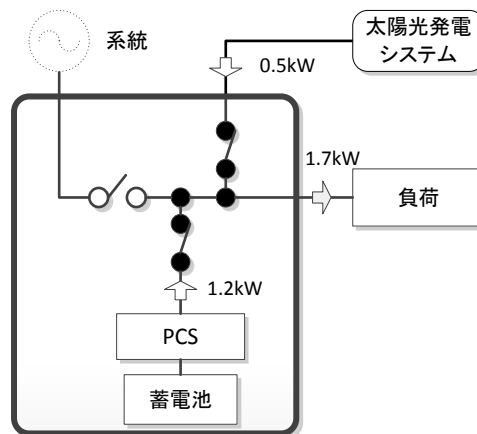 系統
太陽光発電
システム
0.5kW
1.7kW
負荷
1.2kW
PCS
蓄電池